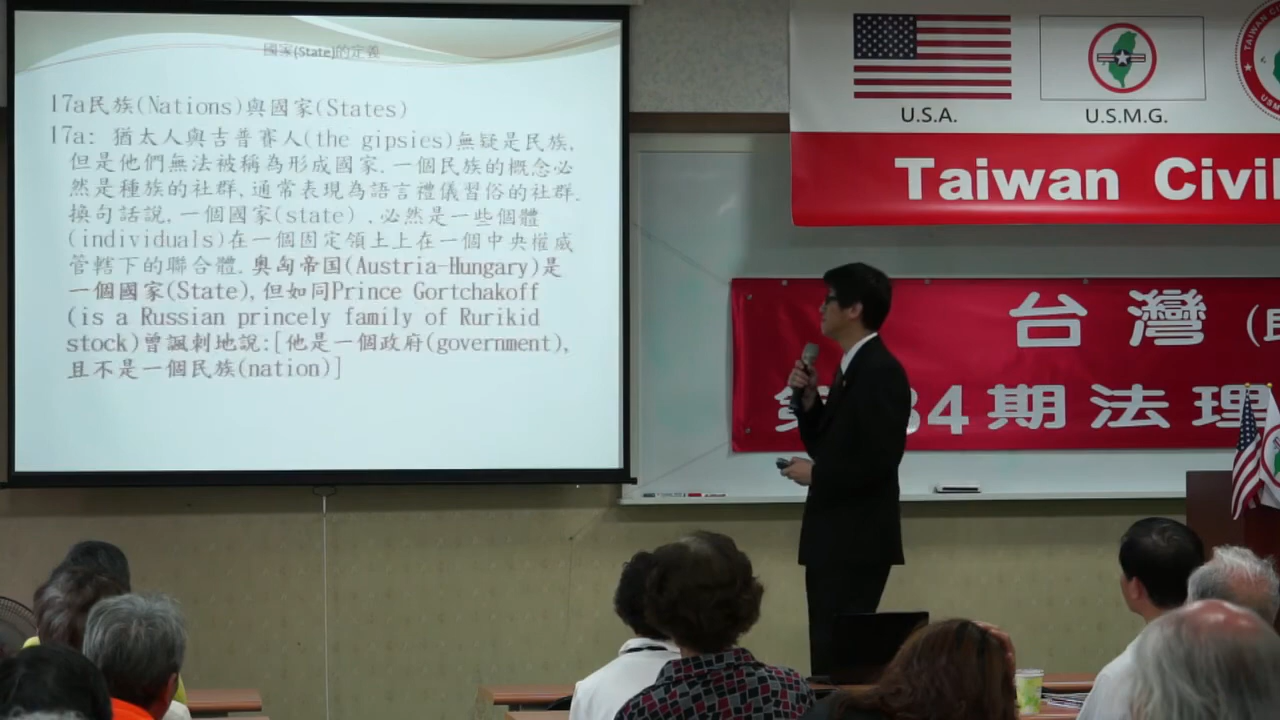 國家(State)的定義
17a民族(Nations)與國家(States)
17a: 猶太人與吉普賽人(the gipsies)無疑是民族,
但是他們無法被稱為形成國家.一個民族的概念必
然是種族的社群,通常表現為語言禮儀習俗的社群.
換句話說,一個國家(state),必然是一些個體
(individuals)在一個固定領土上在一個中央權威
管轄下的聯合體.奧匈帝国(Austria-Hungary)是
一個國家(State),但如同Prince Gortchakoff
(is a Russian princely family of Rurikid
stock)曾諷刺地說:[他是一個政府(government),
且不是一個民族(nation)]
U.S.A.
U.S.M.G.
Taiwan Civil
台灣
34期法理